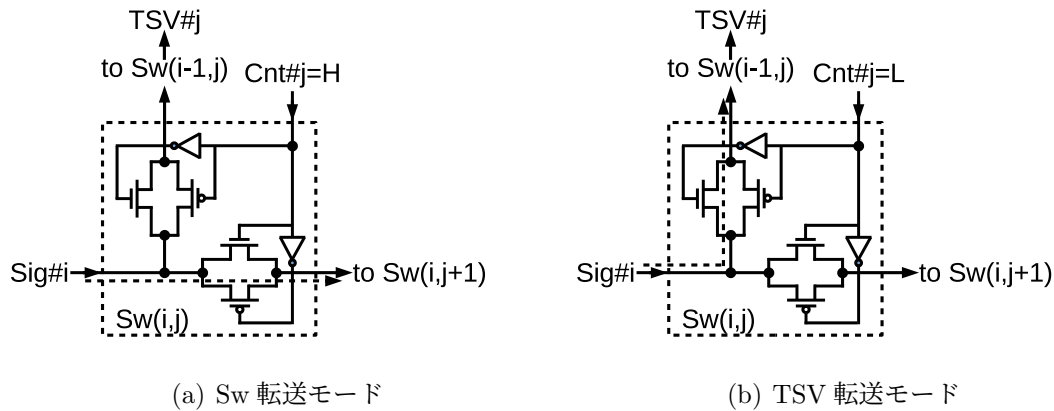 TSV#j
to Sw(i-1,j)
Cnt#j=H
Sig#i
to Sw(i,j+1)
Sw(i,j)
(a) Sw 転送モード
TSV#j
to Sw(i-1,j)
Cnt#j=L
Sig#i
to Sw(i,j+1)
Sw(i,j)
(b) TSV 転送モード